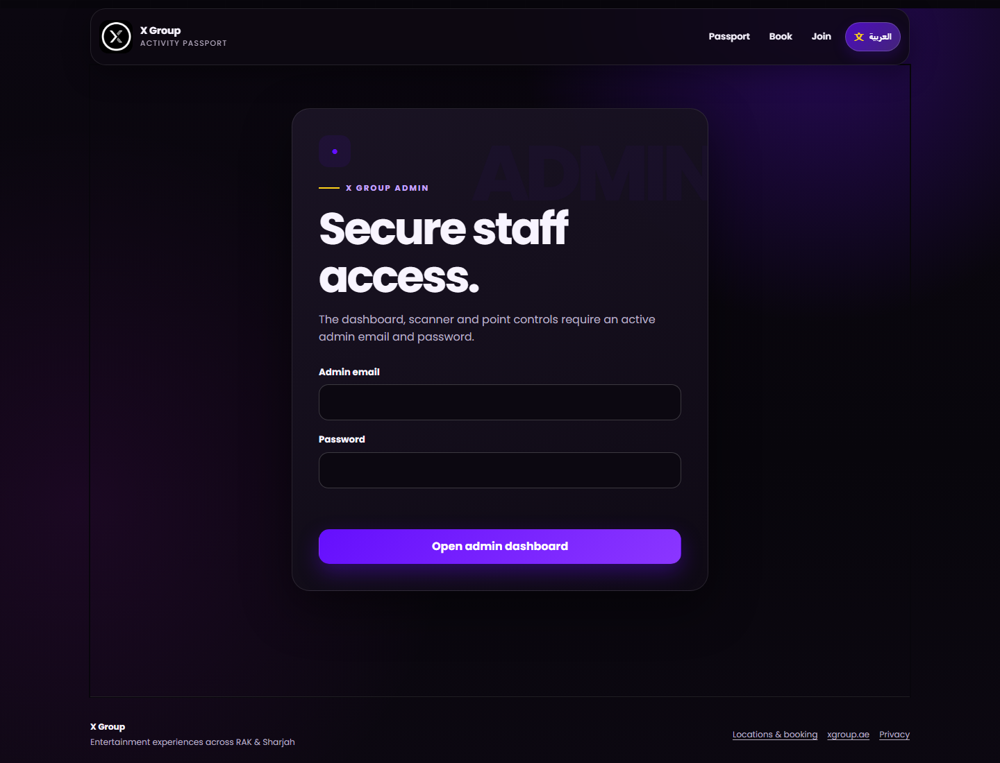 X Group
ACTIVITY PASSPORT
Passport
Book
Join
العربية
ADMIN
X GROUP ADMIN
Secure staff
access.
The dashboard, scanner and point controls require an active
admin email and password.
Admin email
Password
Open admin dashboard
X Group
Entertainment experiences across RAK & Sharjah
Locations & booking
xgroup.ae
Privacy